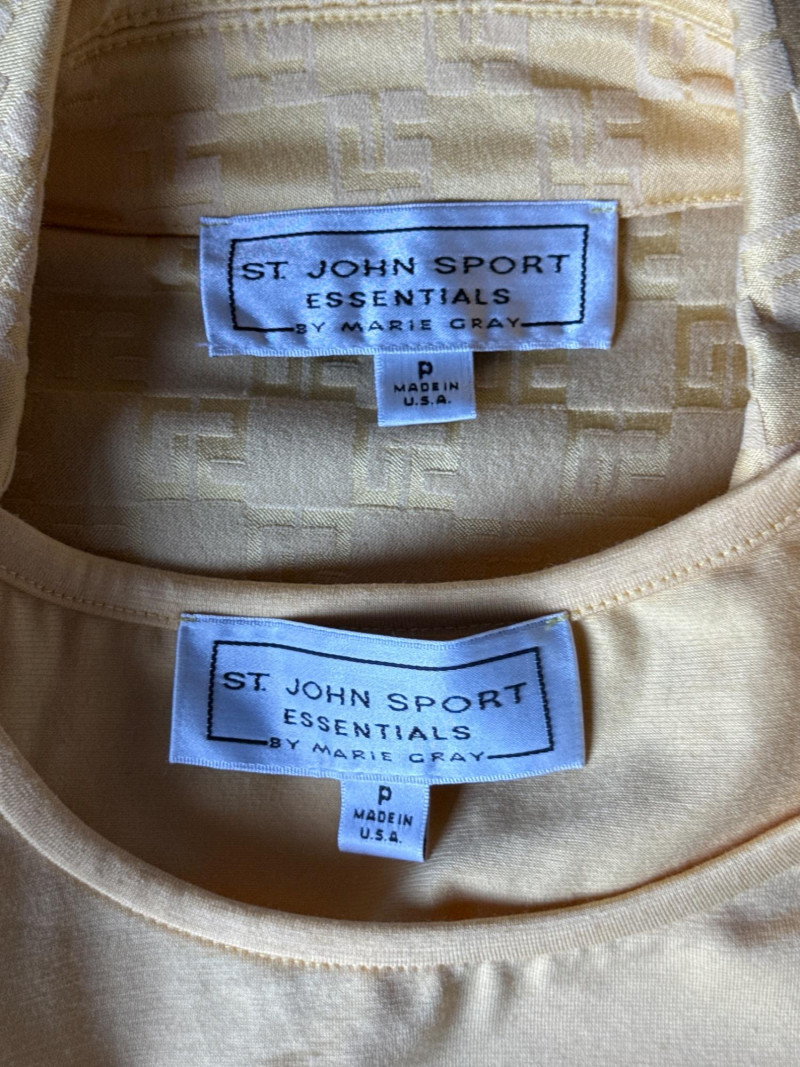 ST. JOHN SPORT
ESSENTIALS
BY MARIE GRAY
P
MADE IN
U.S.A.
ST. JOHN SPORT
ESSENTIALS
BY MARIE GRAY
P
MADE IN
U.S.A.